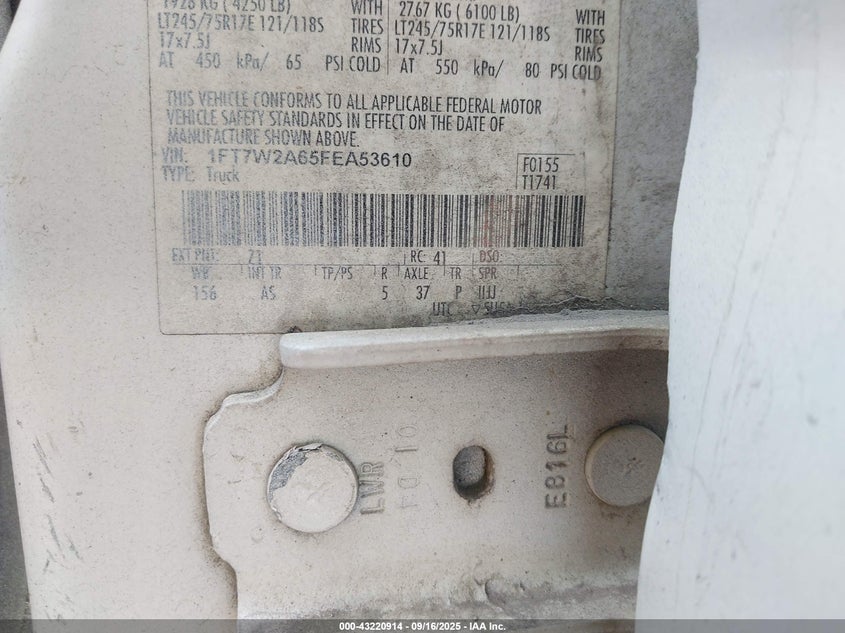 1928 KG ( 4250 LB) WITH
LT245/75R17E 121/118S TIRES
17x7.5J RIMS
AT 450 kPa/ 65 PSI COLD
2767 KG ( 6100 LB) WITH
LT245/75R17E 121/118S TIRES
17x7.5J RIMS
AT 550 kPa/ 80 PSI COLD
THIS VEHICLE CONFORMS TO ALL APPLICABLE FEDERAL MOTOR
VEHICLE SAFETY STANDARDS IN EFFECT ON THE DATE OF
MANUFACTURE SHOWN ABOVE.
VIN: 1FT7W2A65FEA53610
TYPE: Truck
F0155
T1741
EXT PNT: Z1 RC: 41 DSO:
WB INT TR TP/PS R AXLE TR SPR
156 AS 5 37 P IIJJ
UTC
LWR
E816L
000-43220914 - 09/16/2025 - IAA Inc.